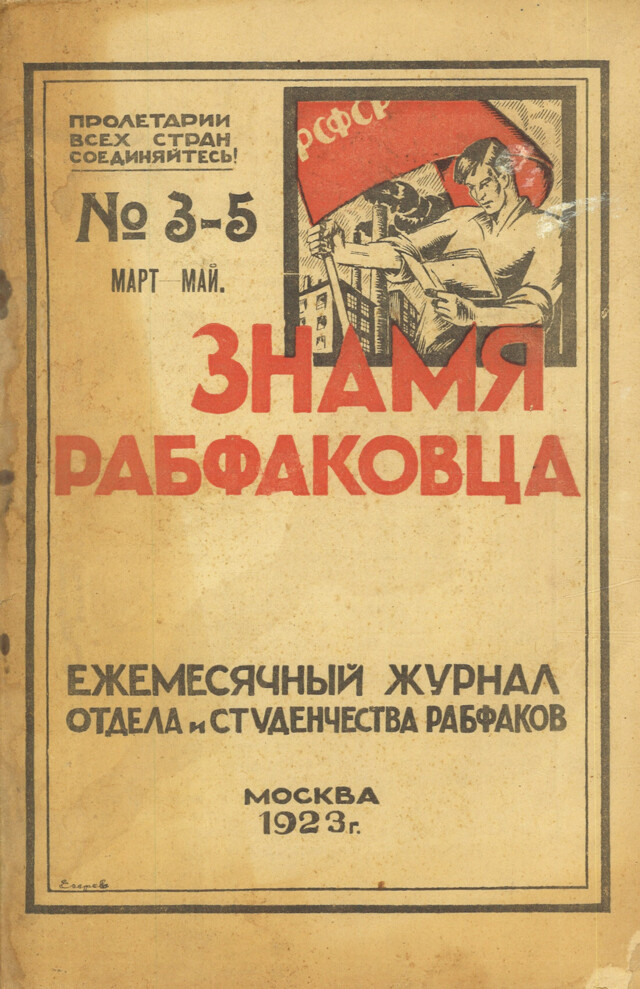 ПРОЛЕТАРИИ
ВСЕХ СТРАН
СОЕДИНЯЙТЕСЬ!
№ 3-5
МАРТ — МАЙ.
РСФСР
ЗНАМЯ
РАБФАКОВЦА
ЕЖЕМЕСЯЧНЫЙ ЖУРНАЛ
ОТДЕЛА и СТУДЕНЧЕСТВА РАБФАКОВ
МОСКВА
1923г.